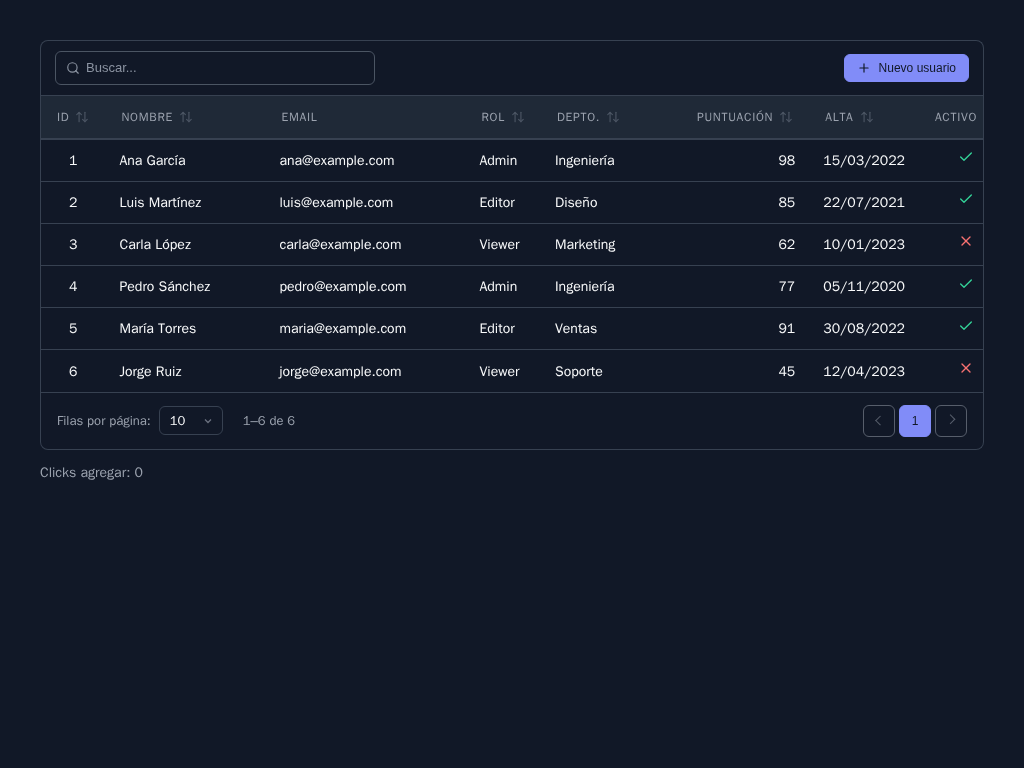 Buscar... Nuevo usuario
ID NOMBRE EMAIL ROL DEPTO. PUNTUACIÓN ALTA ACTIVO
1 Ana García ana@example.com Admin Ingeniería 98 15/03/2022
2 Luis Martínez luis@example.com Editor Diseño 85 22/07/2021
3 Carla López carla@example.com Viewer Marketing 62 10/01/2023
4 Pedro Sánchez pedro@example.com Admin Ingeniería 77 05/11/2020
5 María Torres maria@example.com Editor Ventas 91 30/08/2022
6 Jorge Ruiz jorge@example.com Viewer Soporte 45 12/04/2023
Filas por página: 10 1–6 de 6 1
Clicks agregar: 0